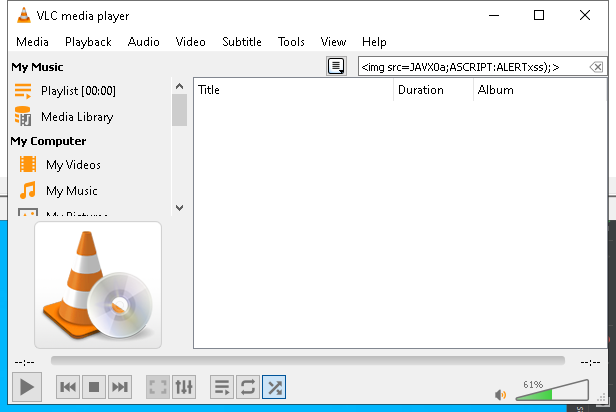 VLC media player
Media Playback Audio Video Subtitle Tools View Help
My Music
<img src=JAVX0a;ASCRIPT:ALERTxss);>
Playlist [00:00]
Title Duration Album
Media Library
My Computer
My Videos
My Music
My Pictures
--:-- --:--
61%